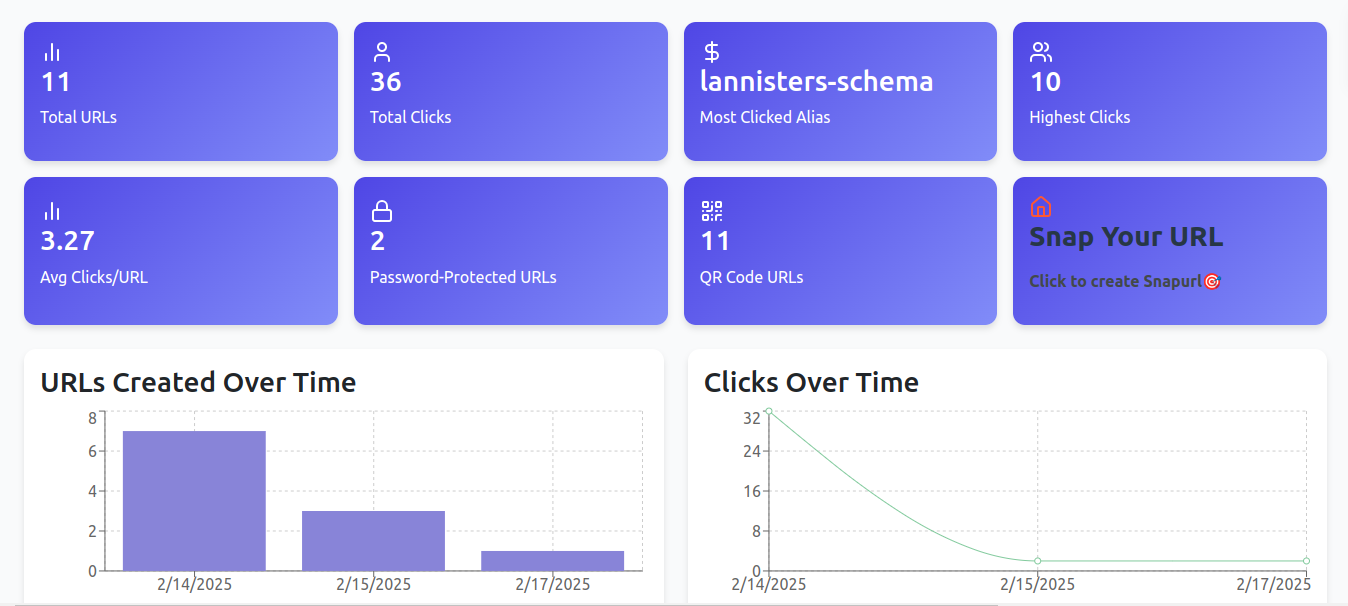 11
Total URLs
36
Total Clicks
lannisters-schema
Most Clicked Alias
10
Highest Clicks
3.27
Avg Clicks/URL
2
Password-Protected URLs
11
QR Code URLs
Snap Your URL
Click to create Snapurl🎯
URLs Created Over Time
8
6
4
2
0
2/14/2025
2/15/2025
2/17/2025
Clicks Over Time
32
24
16
8
0
2/14/2025
2/15/2025
2/17/2025